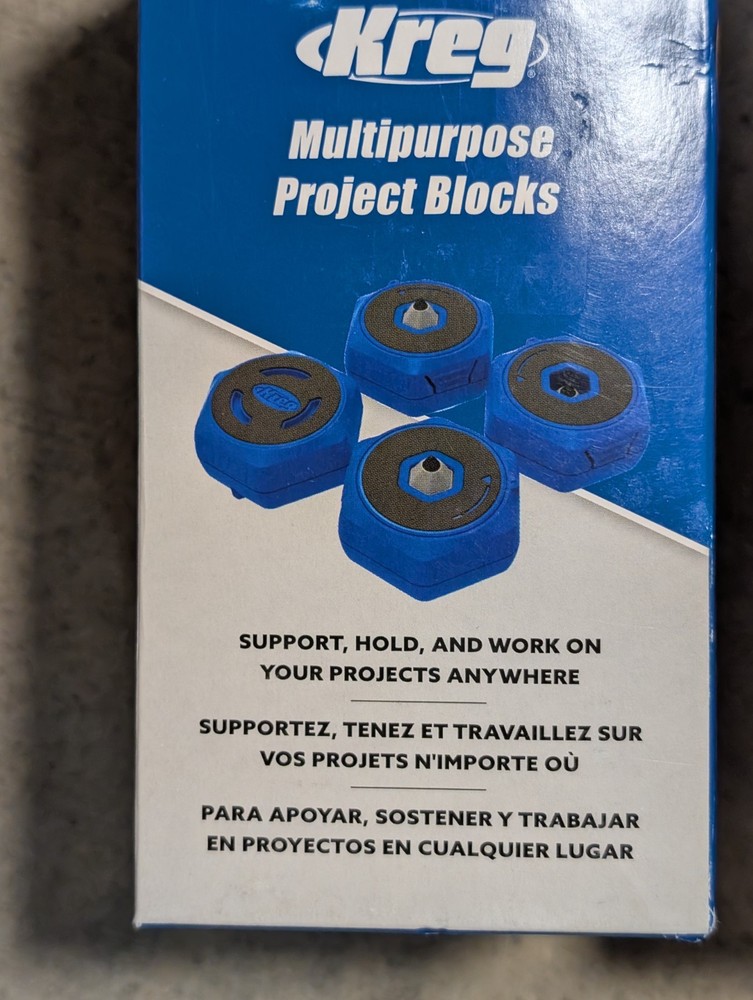 Kreg®
Multipurpose
Project Blocks
Kreg
SUPPORT, HOLD, AND WORK ON
YOUR PROJECTS ANYWHERE
SUPPORTEZ, TENEZ ET TRAVAILLEZ SUR
VOS PROJETS N'IMPORTE OÙ
PARA APOYAR, SOSTENER Y TRABAJAR
EN PROYECTOS EN CUALQUIER LUGAR